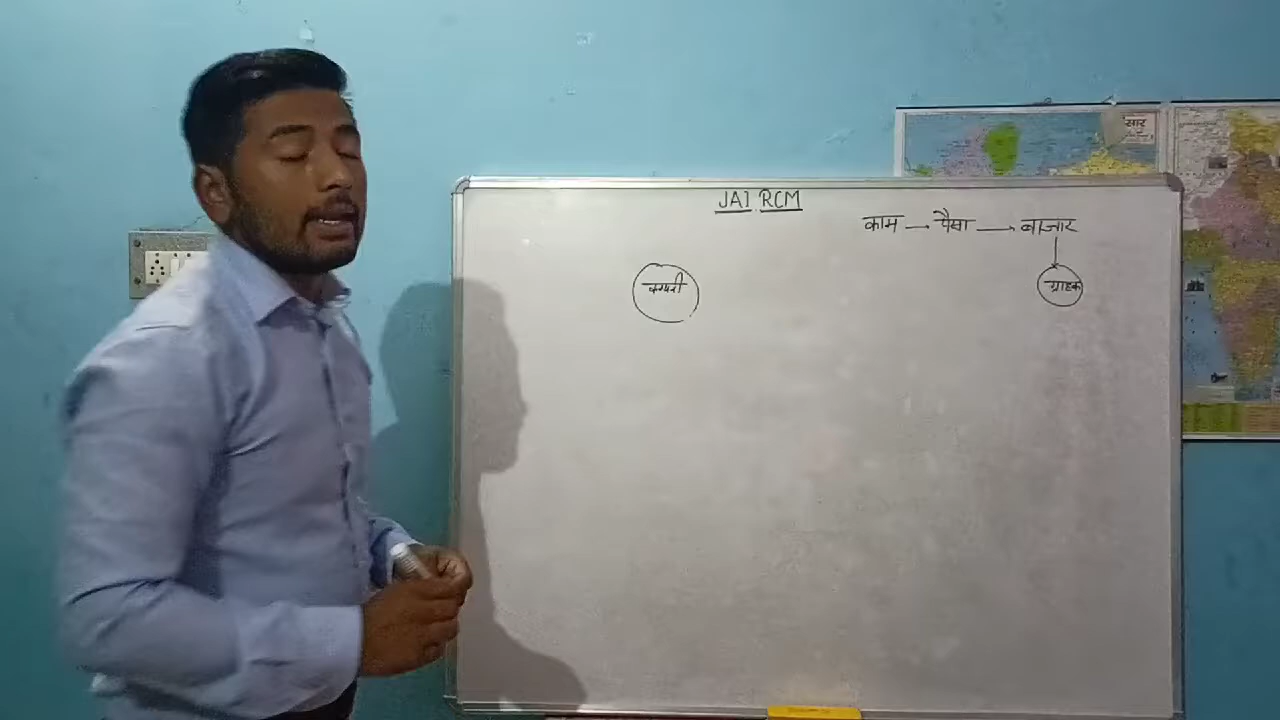 JAI RCM
काम → पैसा → बाजार
कम्पनी
ग्राहक
सार